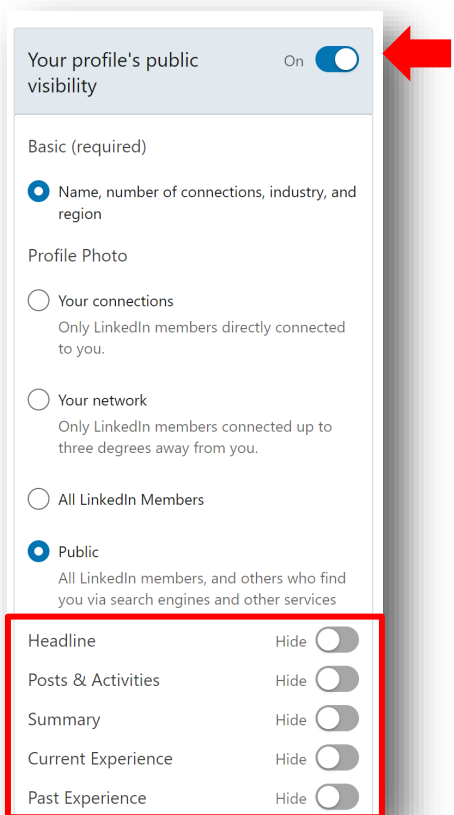 Your profile's public
visibility
On
Basic (required)
Name, number of connections, industry, and
region
Profile Photo
Your connections
Only LinkedIn members directly connected
to you.
Your network
Only LinkedIn members connected up to
three degrees away from you.
All LinkedIn Members
Public
All LinkedIn members, and others who find
you via search engines and other services
Headline Hide
Posts & Activities Hide
Summary Hide
Current Experience Hide
Past Experience Hide